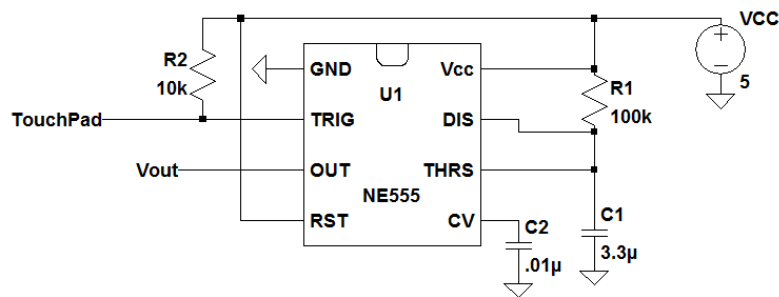 VCC
R2
10k
GND
Vcc
R1
100k
5
U1
TouchPad
TRIG
DIS
Vout
OUT
THRS
NE555
RST
CV
C2
.01µ
C1
3.3µ